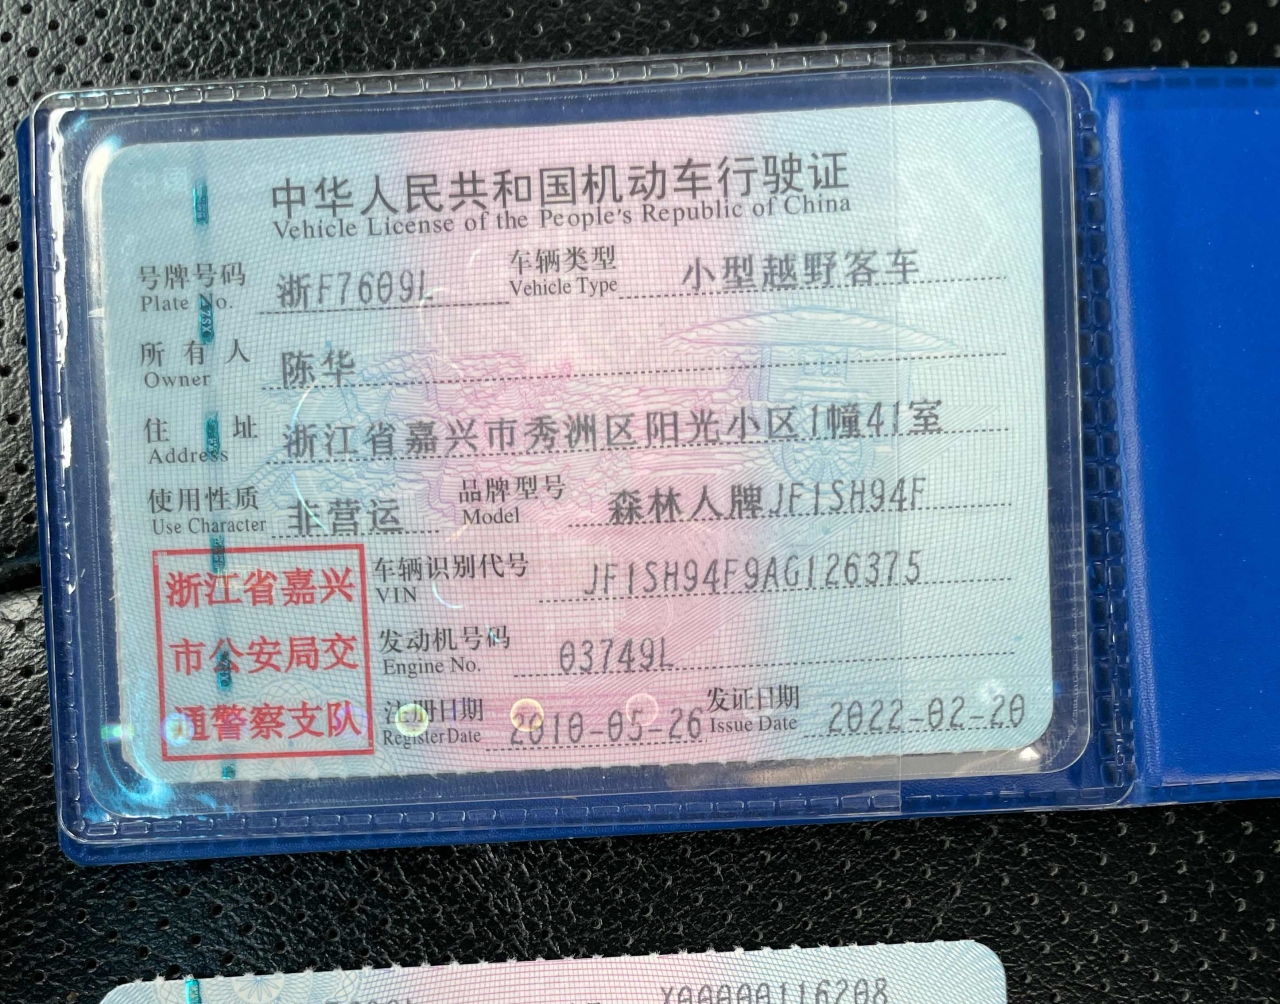 中华人民共和国机动车行驶证
Vehicle License of the People's Republic of China
号牌号码 浙F7609L 车辆类型 小型越野客车
Plate No. Vehicle Type
所有人 陈华
Owner
住址 浙江省嘉兴市秀洲区阳光小区1幢41室
Address
使用性质 非营运 品牌型号 森林人牌JF1SH94F
Use Character Model
浙江省嘉兴
市公安局交
通警察支队
车辆识别代号 JF1SH94F9AG126375
VIN
发动机号码 03749L
Engine No.
注册日期 2010-05-26 发证日期 2022-02-20
Register Date Issue Date